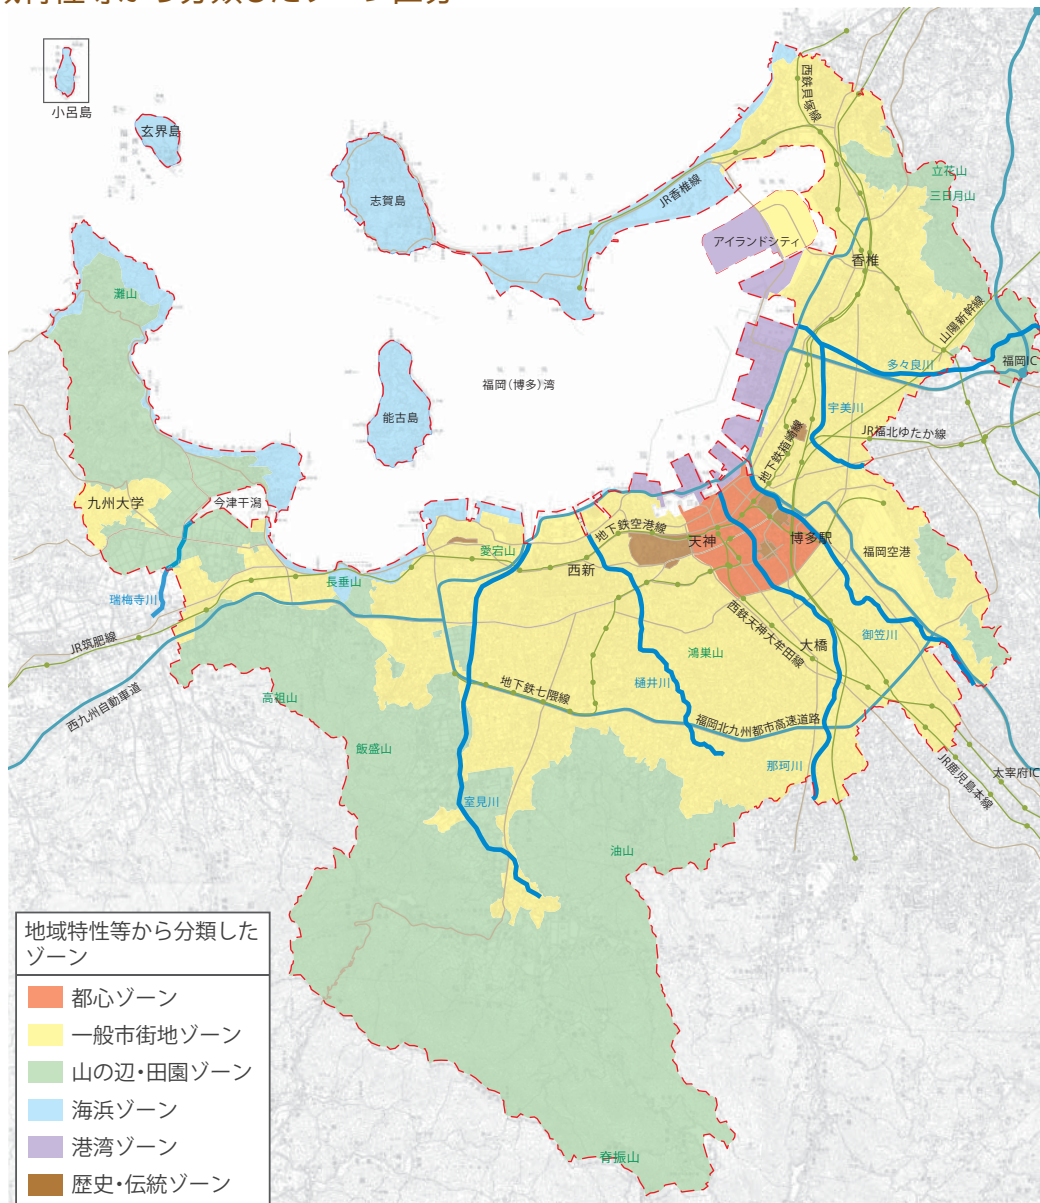 小呂島
玄界島
志賀島
西鉄貝塚線
立花山
三日月山
JR香椎線
アイランドシティ
香椎
山陽新幹線
灘山
福岡IC
多々良川
福岡(博多)湾
能古島
宇美川
JR福北ゆたか線
地下鉄箱崎線
九州大学
今津干潟
地下鉄空港線
天神
博多駅
愛宕山
西新
福岡空港
長垂山
瑞梅寺川
西鉄天神大牟田線
御笠川
JR筑肥線
大橋
鴻巣山
地下鉄七隈線
樋井川
高祖山
西九州自動車道
福岡北九州都市高速道路
飯盛山
那珂川
太宰府IC
JR鹿児島本線
室見川
油山
脊振山
地域特性等から分類した
ゾーン
都心ゾーン
一般市街地ゾーン
山の辺・田園ゾーン
海浜ゾーン
港湾ゾーン
歴史・伝統ゾーン